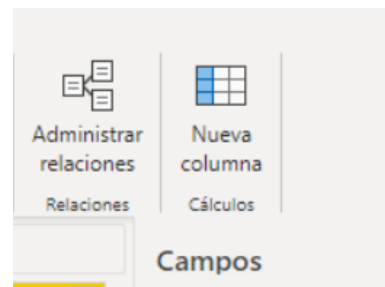 Administrar
relaciones
Relaciones
Nueva
columna
Cálculos
Campos